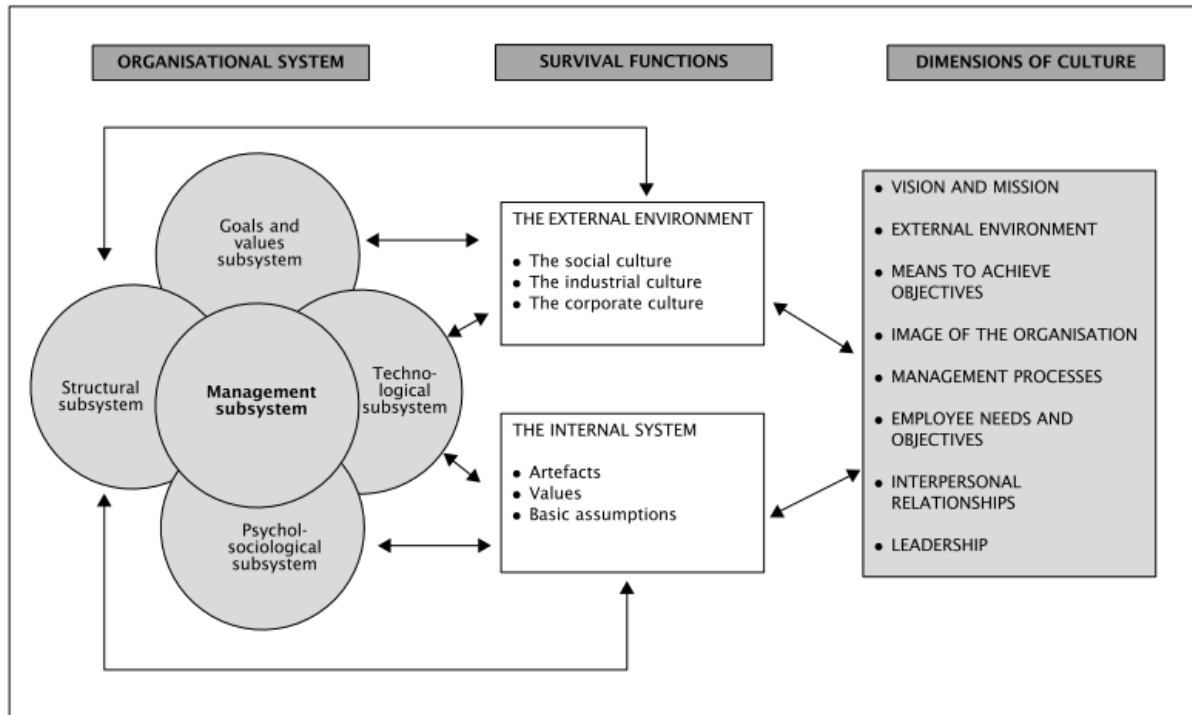 ORGANISATIONAL SYSTEM
SURVIVAL FUNCTIONS
DIMENSIONS OF CULTURE
Goals and
values
subsystem
Structural
subsystem
Management
subsystem
Techno-
logical
subsystem
Psychol-
sociological
subsystem
THE EXTERNAL ENVIRONMENT
• The social culture
• The industrial culture
• The corporate culture
THE INTERNAL SYSTEM
• Artefacts
• Values
• Basic assumptions
• VISION AND MISSION
• EXTERNAL ENVIRONMENT
• MEANS TO ACHIEVE
OBJECTIVES
• IMAGE OF THE ORGANISATION
• MANAGEMENT PROCESSES
• EMPLOYEE NEEDS AND
OBJECTIVES
• INTERPERSONAL
RELATIONSHIPS
• LEADERSHIP